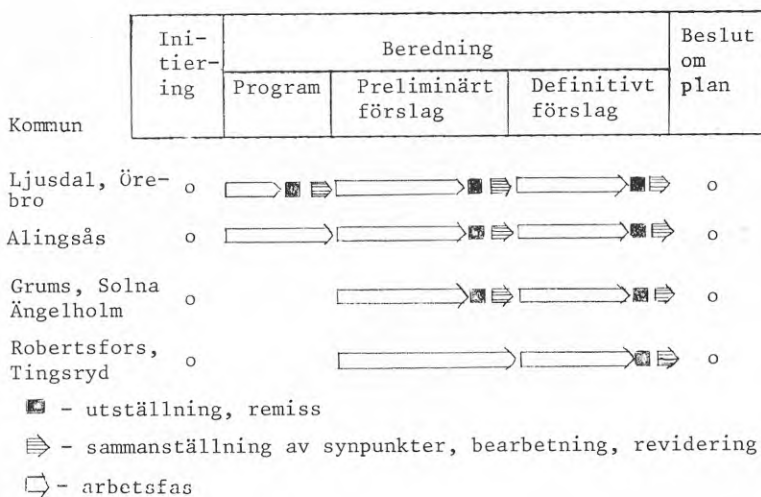 Ini-
tier-
ing
Beredning
Beslut
om
plan
Program
Preliminärt
förslag
Definitivt
förslag
Kommun
Ljusdal, Öre-
bro o o
Alingsås o o
Grums, Solna
Ängelholm o o
Robertsfors,
Tingsryd o o
- utställning, remiss
- sammanställning av synpunkter, bearbetning, revidering
- arbetsfas